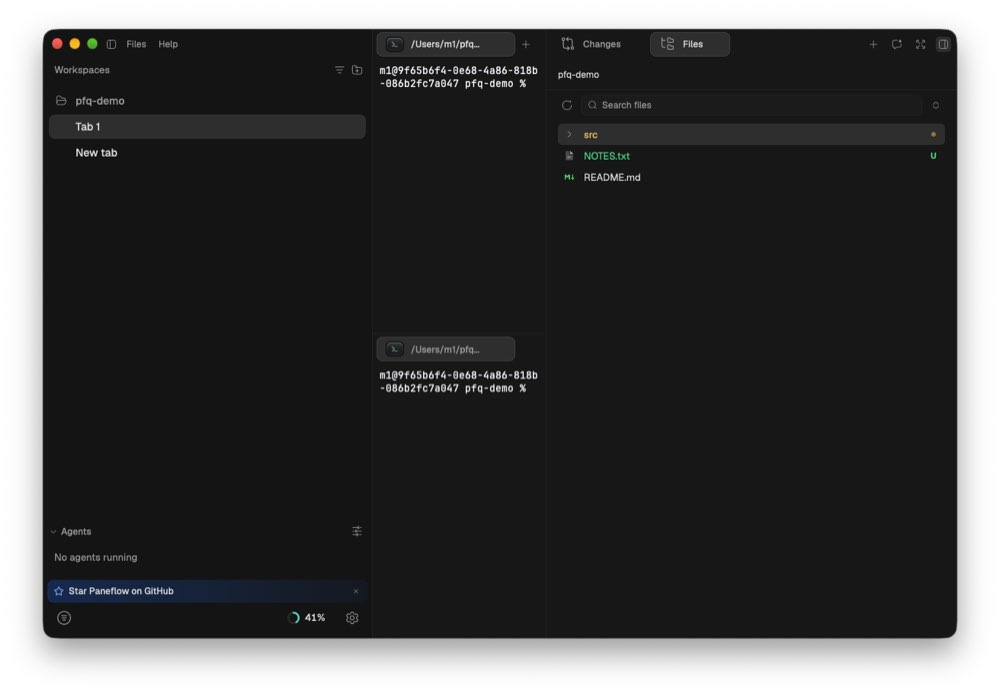 Files Help
Workspaces
pfq-demo
Tab 1
New tab
Agents
No agents running
Star Paneflow on GitHub
41%
/Users/m1/pfq...
m1@9f65b6f4-0e68-4a86-818b
-086b2fc7a047 pfq-demo %
/Users/m1/pfq...
m1@9f65b6f4-0e68-4a86-818b
-086b2fc7a047 pfq-demo %
Changes Files
pfq-demo
Search files
src
NOTES.txt U
M↓ README.md